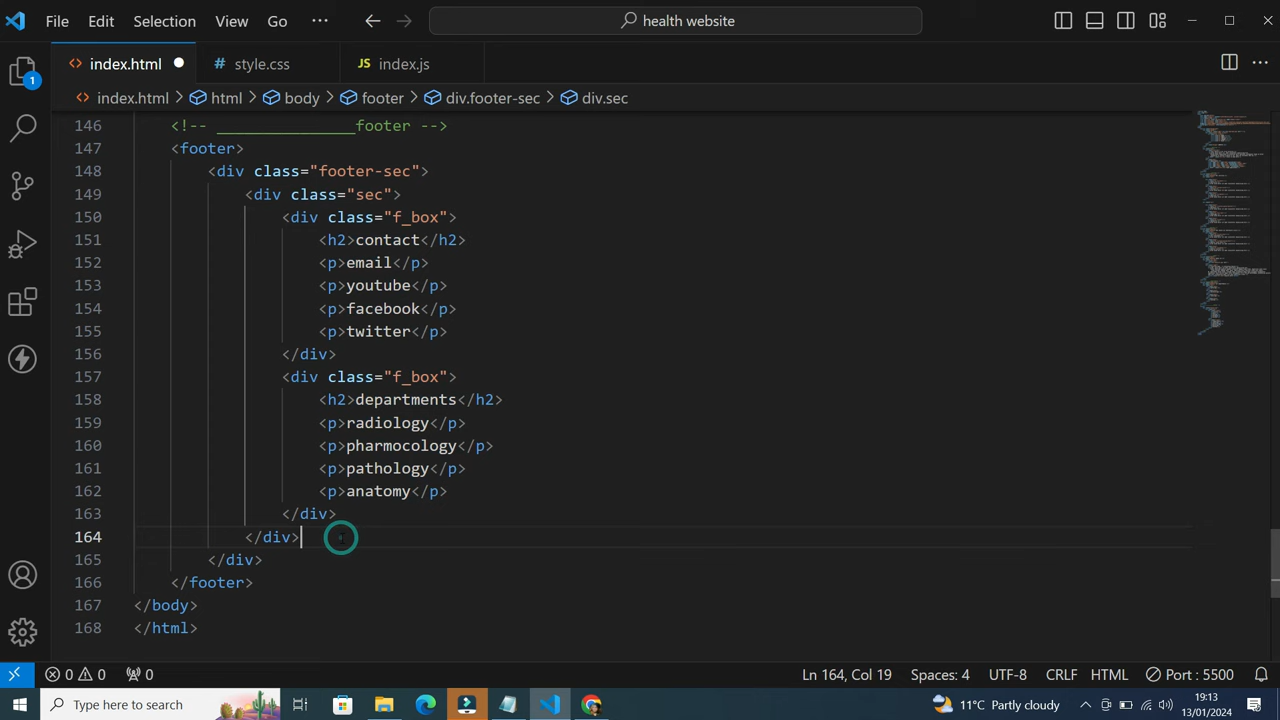 File Edit Selection View Go ··· health website
index.html style.css JS index.js
index.html > html > body > footer > div.footer-sec > div.sec
146 <!-- _______________footer -->
147 <footer>
148 <div class="footer-sec">
149 <div class="sec">
150 <div class="f_box">
151 <h2>contact</h2>
152 <p>email</p>
153 <p>youtube</p>
154 <p>facebook</p>
155 <p>twitter</p>
156 </div>
157 <div class="f_box">
158 <h2>departments</h2>
159 <p>radiology</p>
160 <p>pharmocology</p>
161 <p>pathology</p>
162 <p>anatomy</p>
163 </div>
164 </div>
165 </div>
166 </footer>
167 </body>
168 </html>
1
0 0 0 Ln 164, Col 19 Spaces: 4 UTF-8 CRLF HTML Port : 5500
Type here to search 11°C Partly cloudy 19:13
13/01/2024